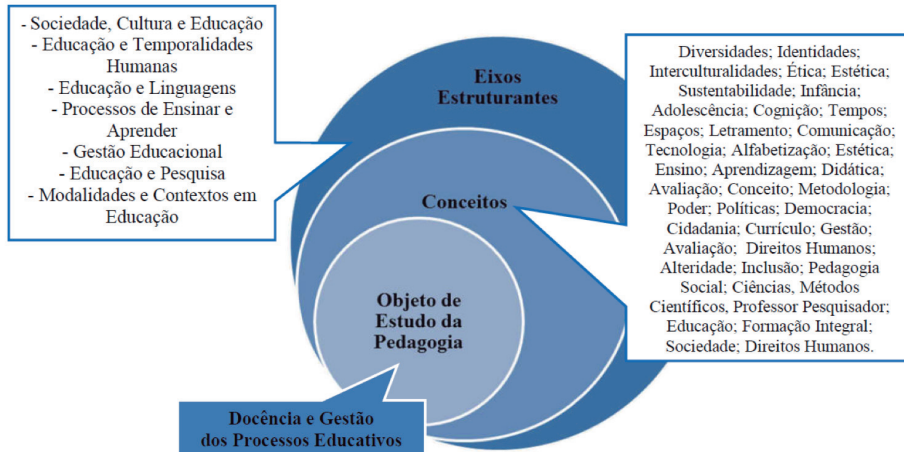 - Sociedade, Cultura e Educação
- Educação e Temporalidades
Humanas
- Educação e Linguagens
- Processos de Ensinar e
Aprender
- Gestão Educacional
- Educação e Pesquisa
- Modalidades e Contextos em
Educação
Eixos
Estruturantes
Conceitos
Objeto de
Estudo da
Pedagogia
Docência e Gestão
dos Processos Educativos
Diversidades; Identidades;
Interculturalidades; Ética; Estética;
Sustentabilidade; Infância;
Adolescência; Cognição; Tempos;
Espaços; Letramento; Comunicação;
Tecnologia; Alfabetização; Estética;
Ensino; Aprendizagem; Didática;
Avaliação; Conceito; Metodologia;
Poder; Políticas; Democracia;
Cidadania; Currículo; Gestão;
Avaliação; Direitos Humanos;
Alteridade; Inclusão; Pedagogia
Social; Ciências, Métodos
Científicos, Professor Pesquisador;
Educação; Formação Integral;
Sociedade; Direitos Humanos.